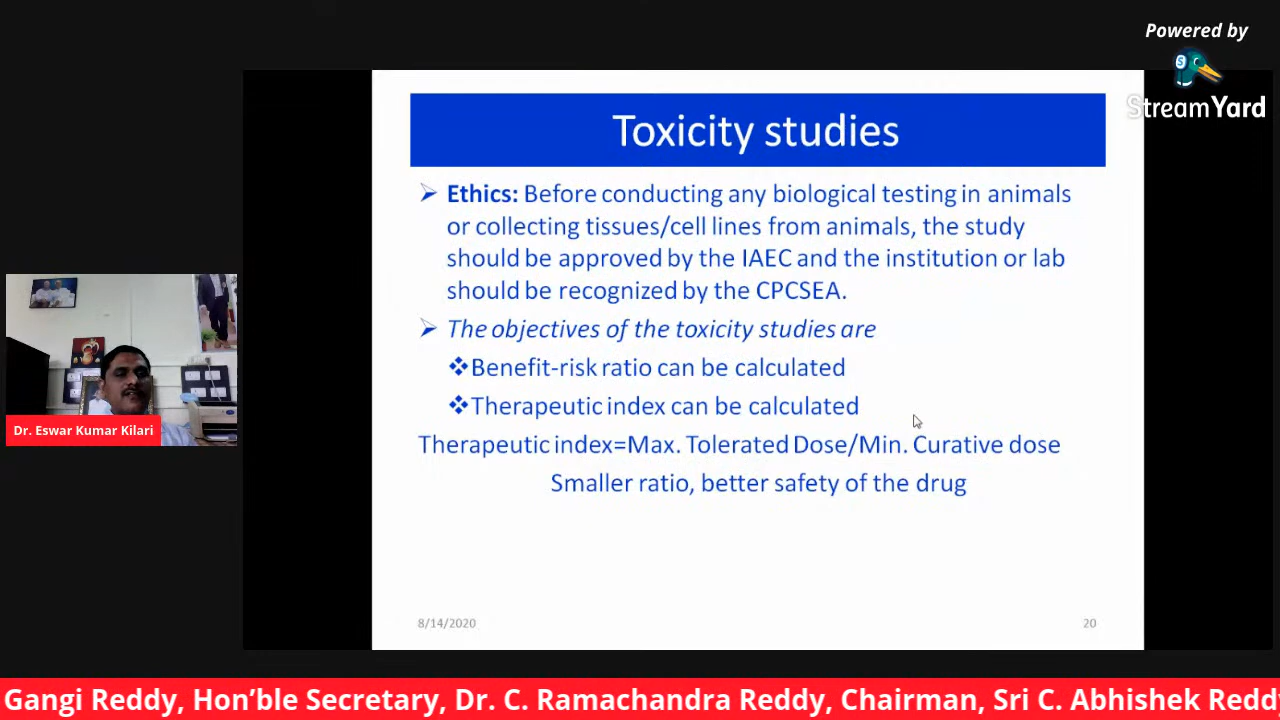 Powered by
StreamYard
Toxicity studies
Ethics: Before conducting any biological testing in animals
or collecting tissues/cell lines from animals, the study
should be approved by the IAEC and the institution or lab
should be recognized by the CPCSEA.
The objectives of the toxicity studies are
Benefit-risk ratio can be calculated
Therapeutic index can be calculated
Therapeutic index=Max. Tolerated Dose/Min. Curative dose
Smaller ratio, better safety of the drug
8/14/2020
20
Dr. Eswar Kumar Kilari
Gangi Reddy, Hon’ble Secretary, Dr. C. Ramachandra Reddy, Chairman, Sri C. Abhishek Reddy